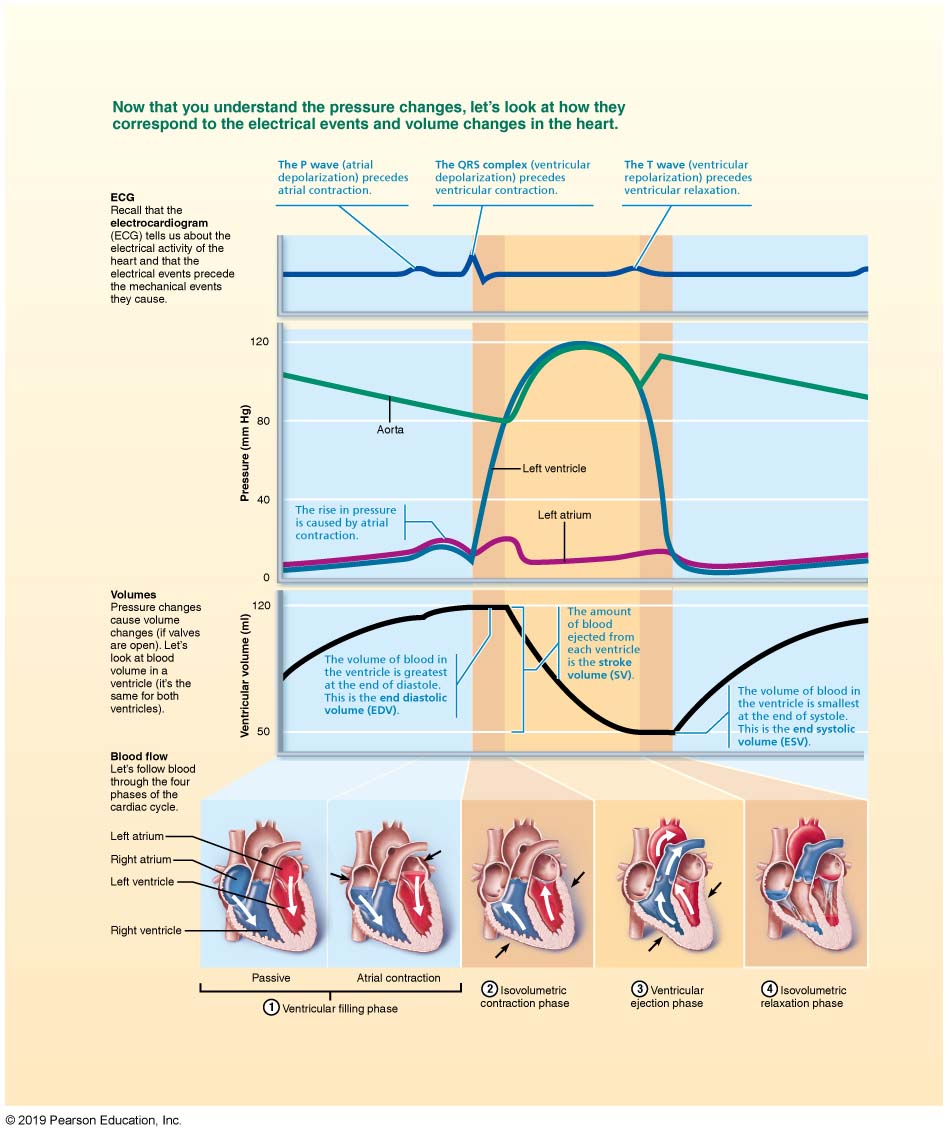 Now that you understand the pressure changes, let’s look at how they
correspond to the electrical events and volume changes in the heart.
The P wave (atrial
depolarization) precedes
atrial contraction.
The QRS complex (ventricular
depolarization) precedes
ventricular contraction.
The T wave (ventricular
repolarization) precedes
ventricular relaxation.
ECG
Recall that the
electrocardiogram
(ECG) tells us about the
electrical activity of the
heart and that the
electrical events precede
the mechanical events
they cause.
120
80
40
0
Pressure (mm Hg)
Aorta
Left ventricle
Left atrium
The rise in pressure
is caused by atrial
contraction.
Volumes
Pressure changes
cause volume
changes (if valves
are open). Let’s
look at blood
volume in a
ventricle (it’s the
same for both
ventricles).
120
50
Ventricular volume (ml)
The volume of blood in
the ventricle is greatest
at the end of diastole.
This is the end diastolic
volume (EDV).
The amount
of blood
ejected from
each ventricle
is the stroke
volume (SV).
The volume of blood in
the ventricle is smallest
at the end of systole.
This is the end systolic
volume (ESV).
Blood flow
Let’s follow blood
through the four
phases of the
cardiac cycle.
Left atrium
Right atrium
Left ventricle
Right ventricle
Passive
Atrial contraction
1 Ventricular filling phase
2 Isovolumetric
contraction phase
3 Ventricular
ejection phase
4 Isovolumetric
relaxation phase
© 2019 Pearson Education, Inc.